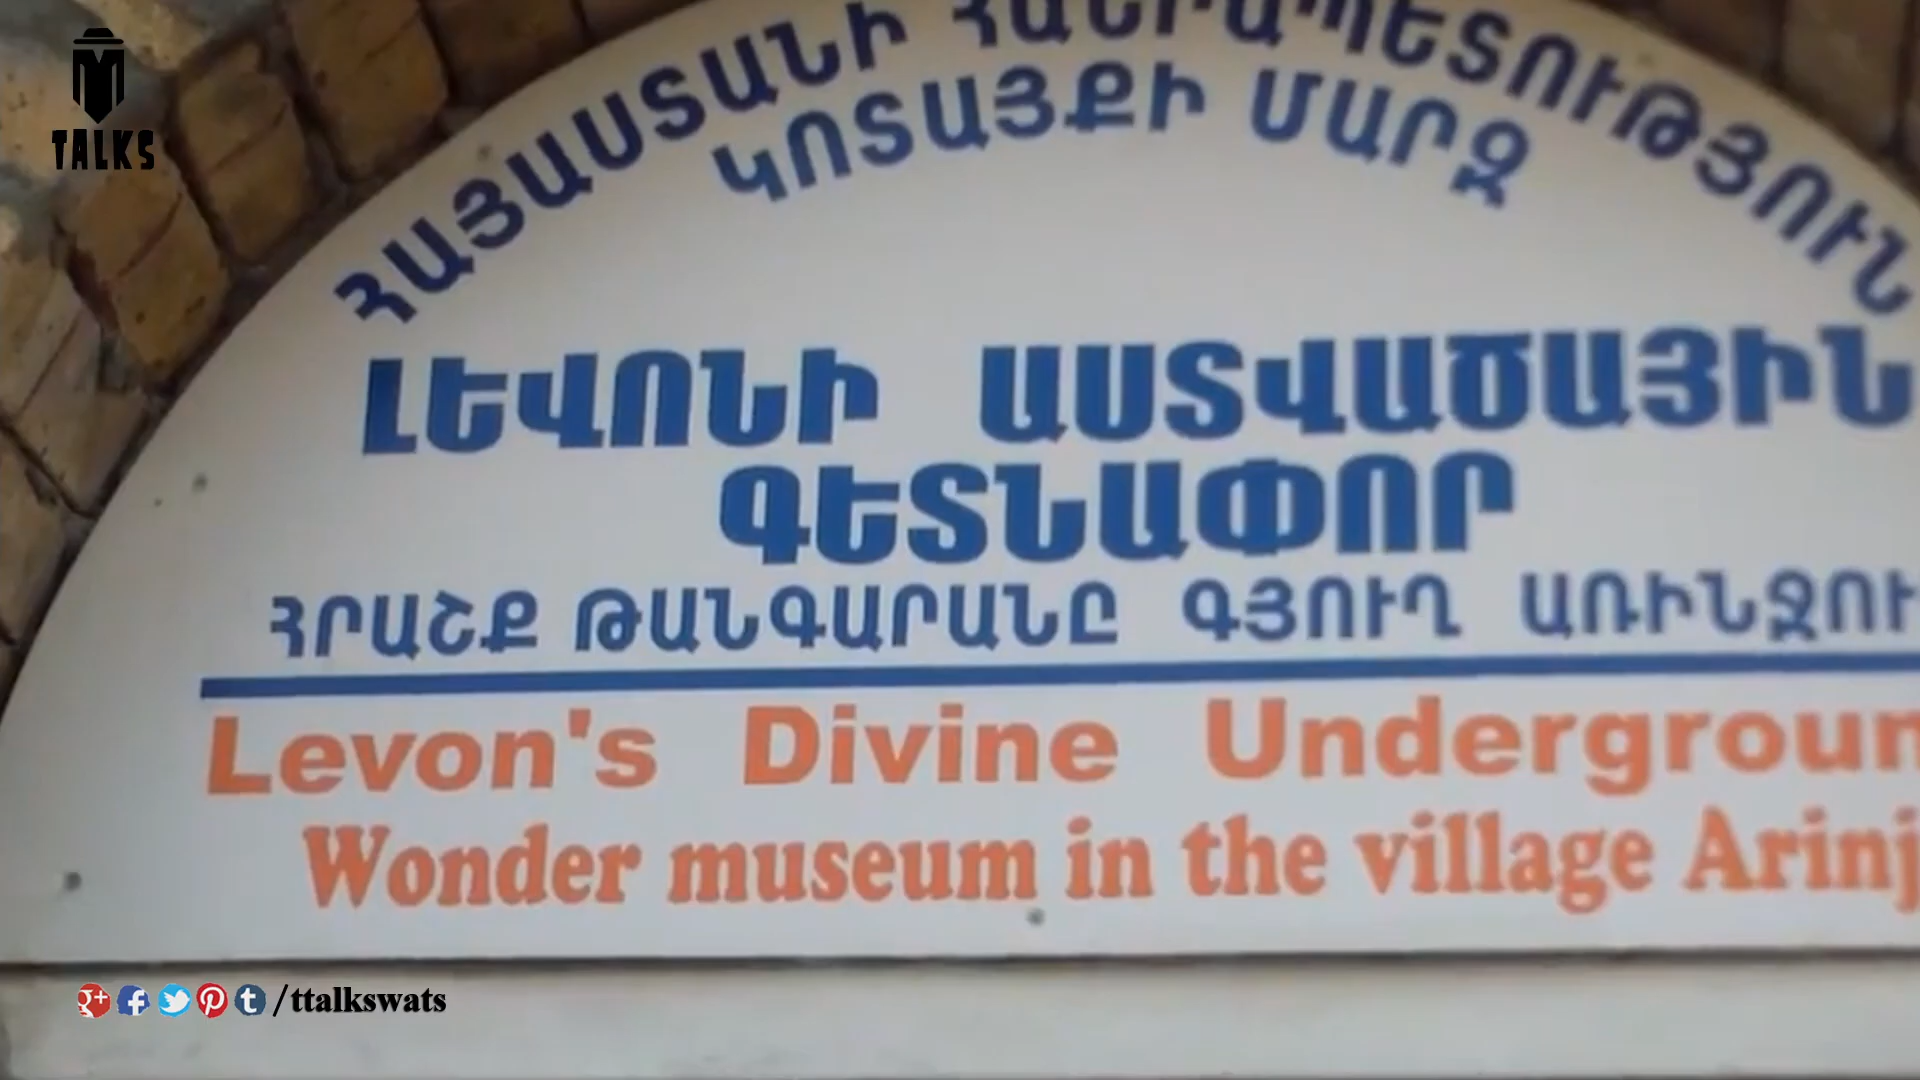 TALKS
ՀԱՅԱՍՏԱՆԻ ՀԱՆՐԱՊԵՏՈՒԹՅՈՒՆ
ԿՈՏԱՅՔԻ ՄԱՐԶ
ԼԵՎՈՆԻ ԱՍՏՎԱԾԱՅԻՆ
ԳԵՏՆԱՓՈՐ
ՀՐԱՇՔ ԹԱՆԳԱՐԱՆԸ ԳՅՈՒՂ ԱՌԻՆՋՈՒ
Levon's Divine Undergroun
Wonder museum in the village Arinj
/ttalkswats